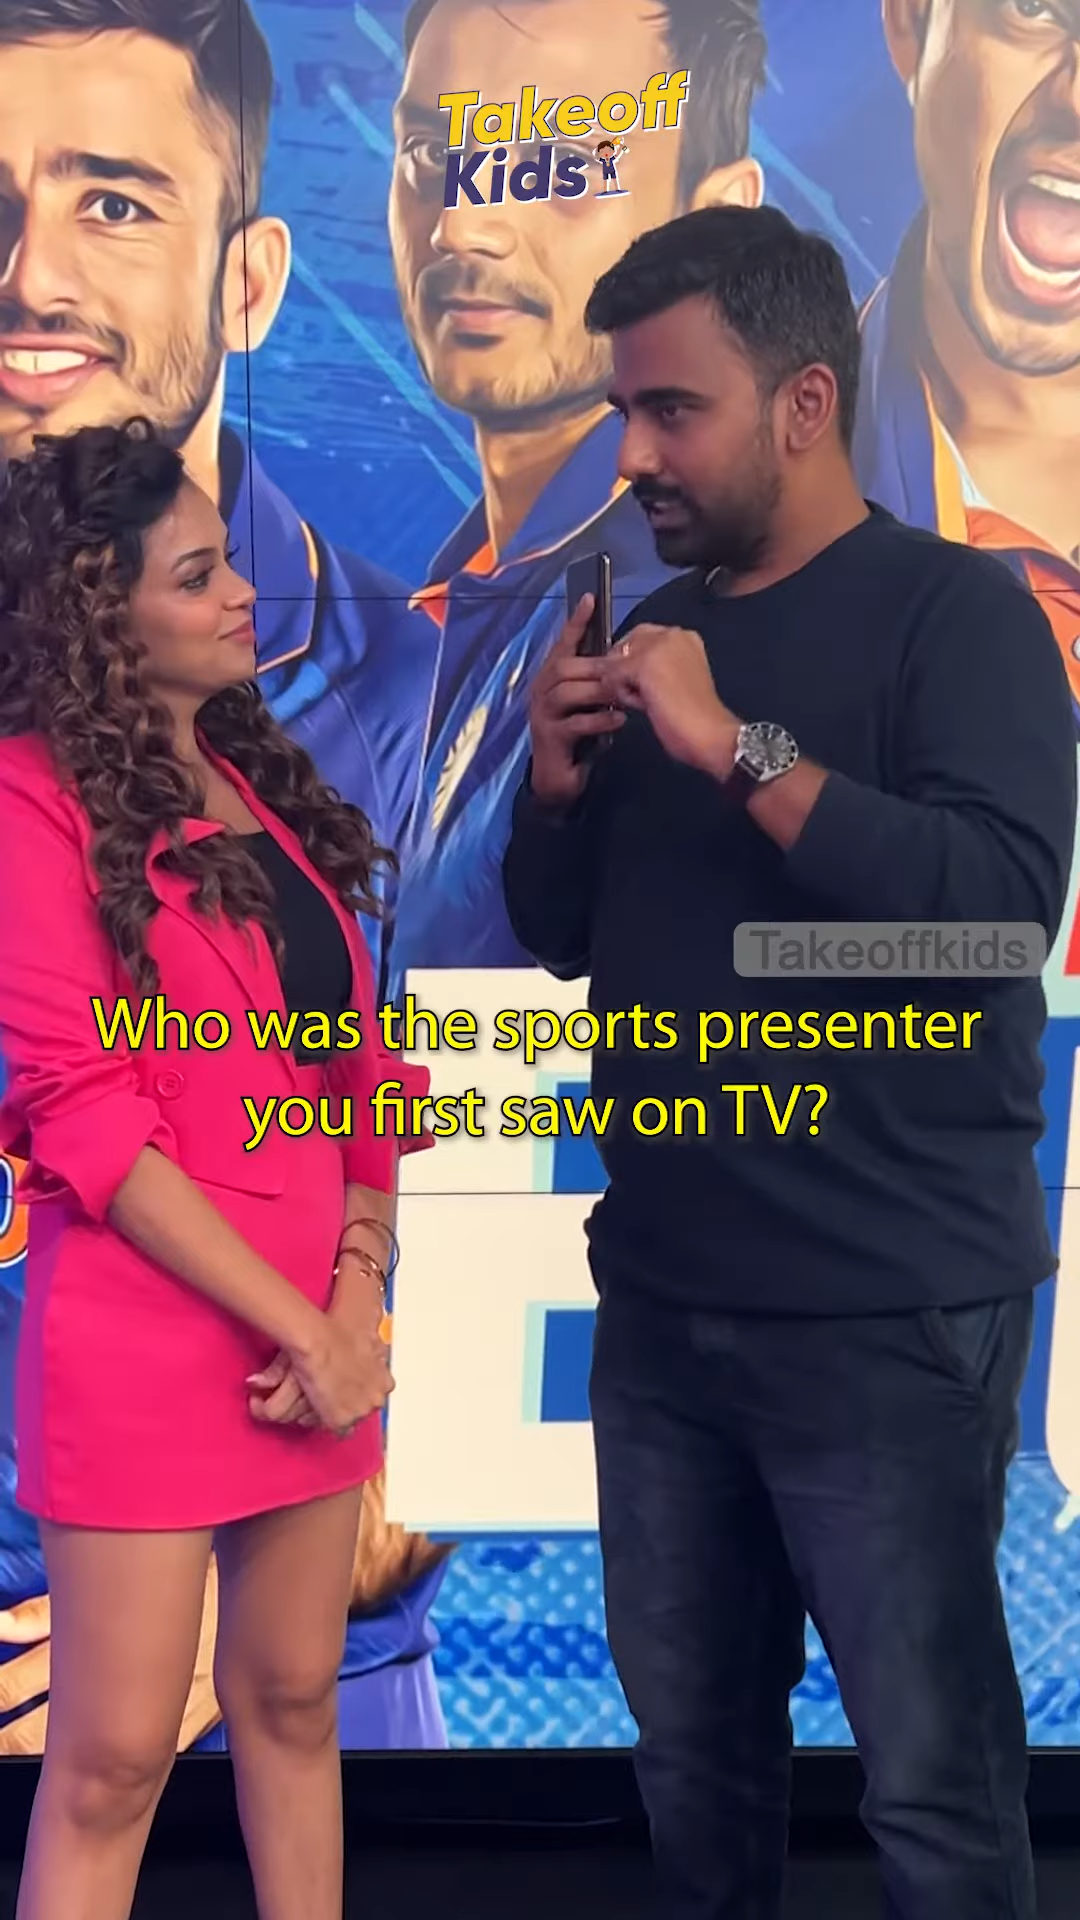 Takeoff
Kids
Takeoffkids
Who was the sports presenter
you first saw on TV?